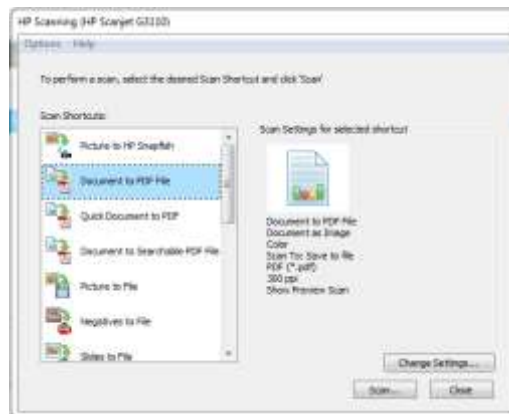 HP Scanning (HP Scanjet G3110)
Options Help
To perform a scan, select the desired Scan Shortcut and click 'Scan'
Scan Shortcuts:
Picture to HP Snapfish
Document to PDF File
Quick Document to PDF
Document to Searchable PDF File
Picture to File
Negatives to File
Slides to File
Scan Settings for selected shortcut
Document to PDF File
Document as Image
Color
Scan To: Save to file
PDF (*.pdf)
300 ppi
Show Preview Scan
Change Settings...
Scan... Close